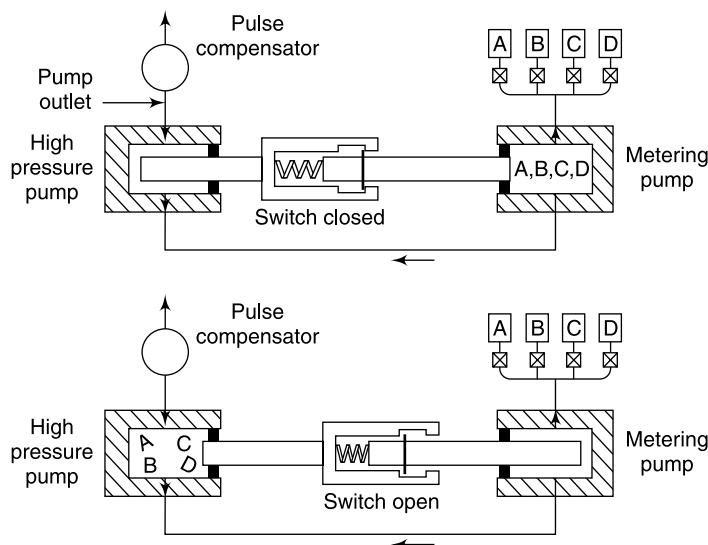 Pulse
compensator
A B C D
Pump
outlet
High
pressure
pump
A,B,C,D
Metering
pump
Switch closed
Pulse
compensator
A B C D
High
pressure
pump
A C
B D
Metering
pump
Switch open